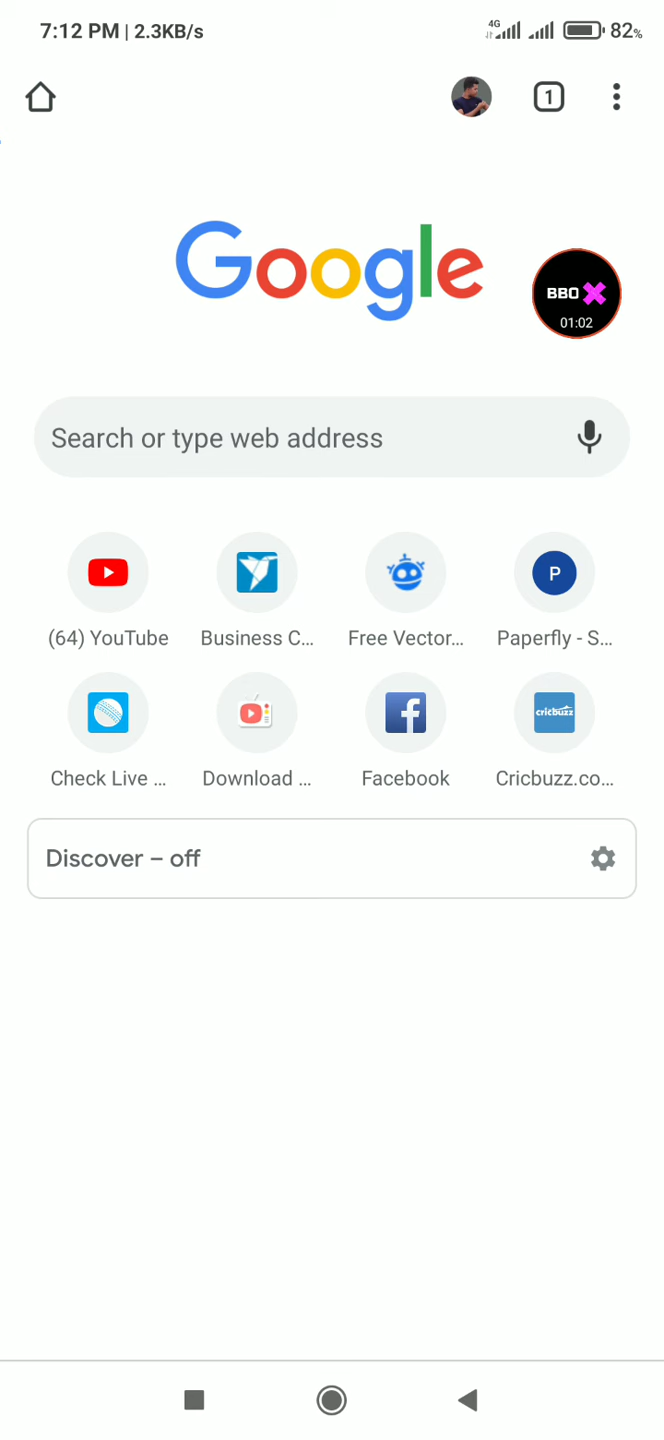 7:12 PM | 2.3KB/s
4G
82%
1
Google
BBO X
01:02
Search or type web address
P
(64) YouTube
Business C...
Free Vector...
Paperfly - S...
cricbuzz
Check Live ...
Download ...
Facebook
Cricbuzz.co...
Discover – off